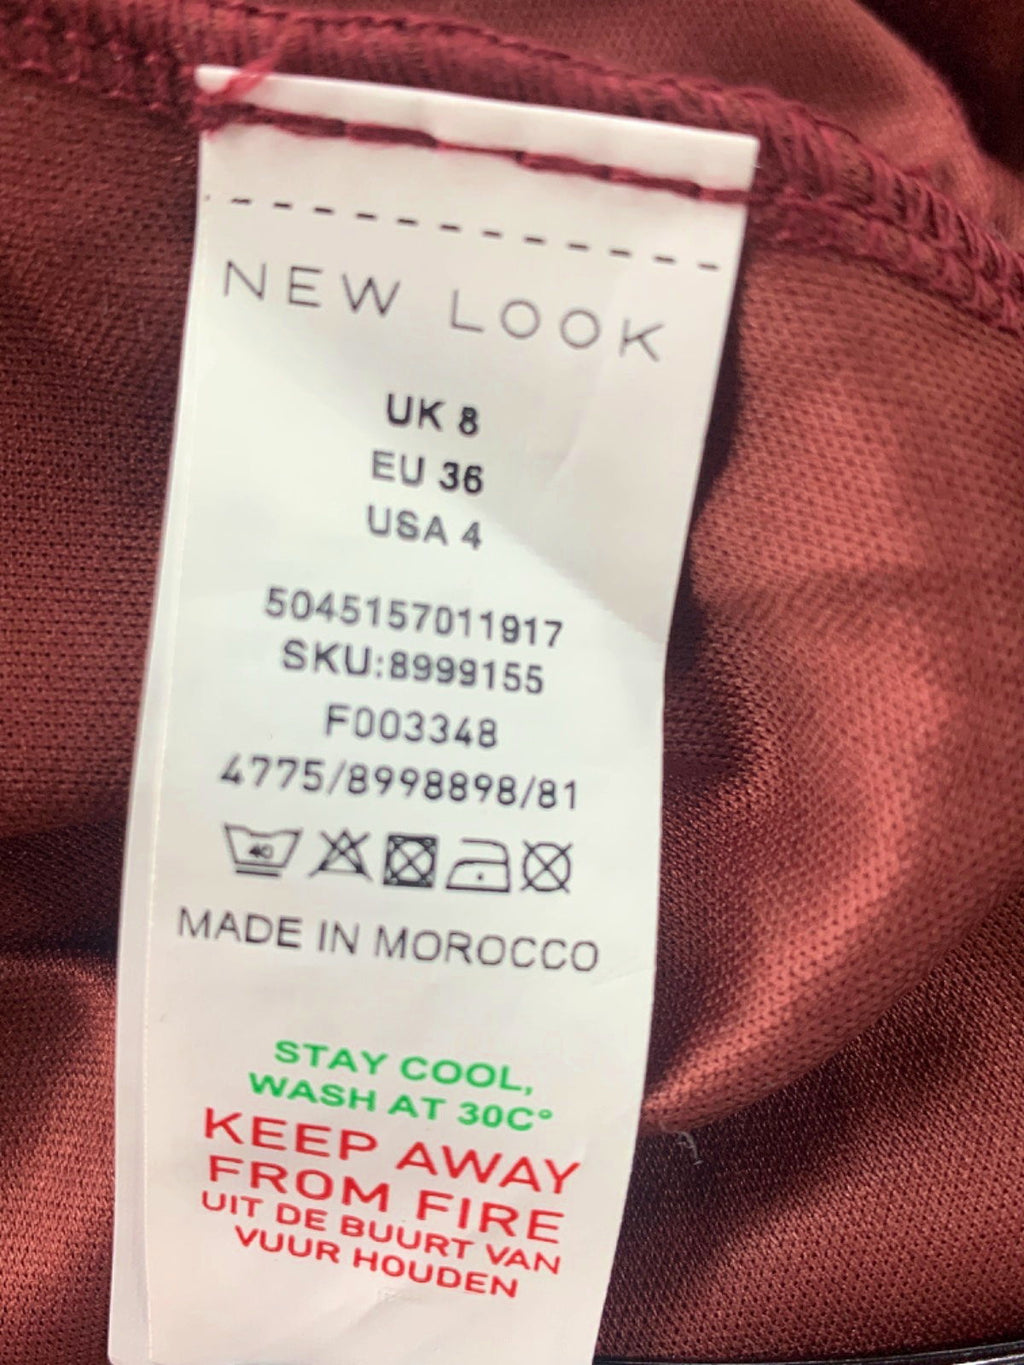 NEW LOOK
UK 8
EU 36
USA 4
5045157011917
SKU:8999155
F003348
4775/8998898/81
40
MADE IN MOROCCO
STAY COOL,
WASH AT 30C°
KEEP AWAY
FROM FIRE
UIT DE BUURT VAN
VUUR HOUDEN